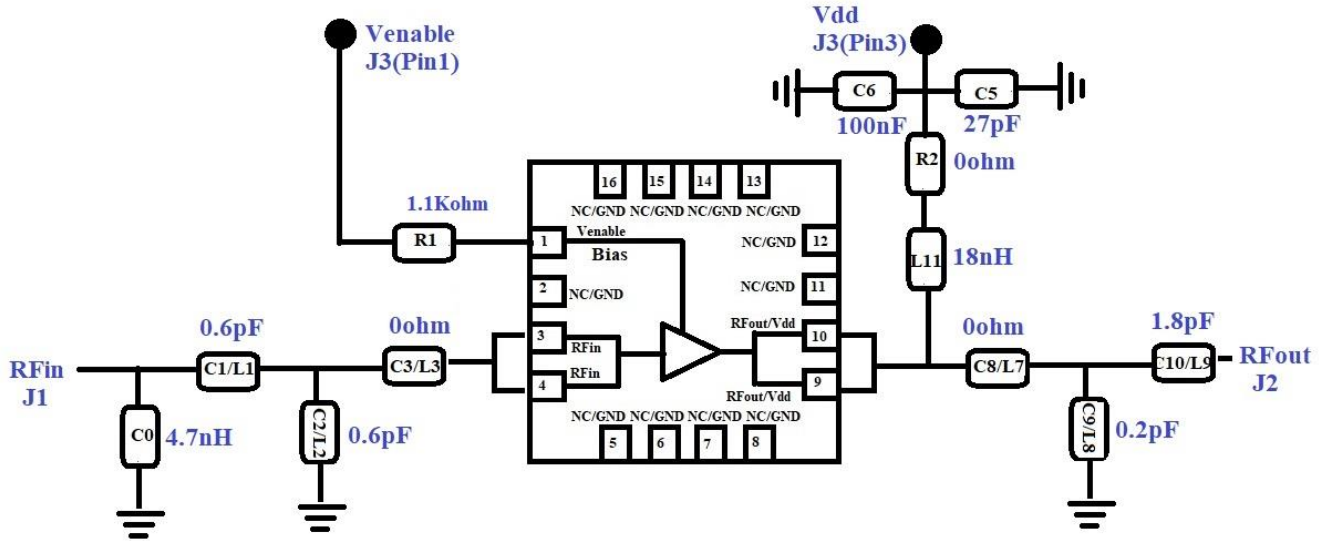 Venable
J3(Pin1)
Vdd
J3(Pin3)
C6
C5
100nF
27pF
R2
0ohm
16
15
14
13
NC/GND NC/GND NC/GND NC/GND
1.1Kohm
R1
1
Venable
Bias
NC/GND
12
L11
18nH
2
NC/GND
NC/GND
11
0.6pF
0ohm
3
RFin
RFout/Vdd
10
0ohm
1.8pF
RFin
J1
C1/L1
C3/L3
4
RFin
RFout/Vdd
9
C8/L7
C10/L9
RFout
J2
C0
4.7nH
C2/L2
0.6pF
NC/GND NC/GND NC/GND NC/GND
5
6
7
8
C9/L8
0.2pF